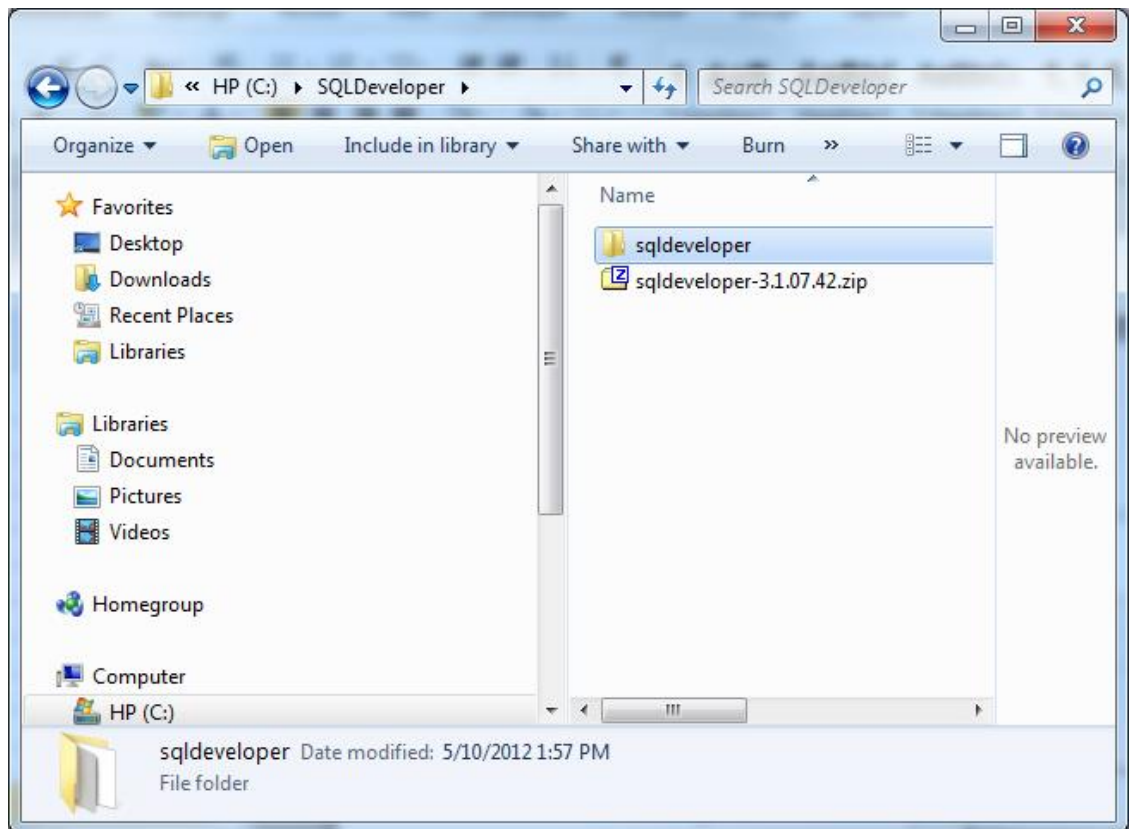 « HP (C:) ▸ SQLDeveloper ▸ Search SQLDeveloper
Organize Open Include in library Share with Burn »
Favorites
Desktop
Downloads
Recent Places
Libraries
Libraries
Documents
Pictures
Videos
Homegroup
Computer
HP (C:)
Name
sqldeveloper
sqldeveloper-3.1.07.42.zip
No preview
available.
sqldeveloper Date modified: 5/10/2012 1:57 PM
File folder